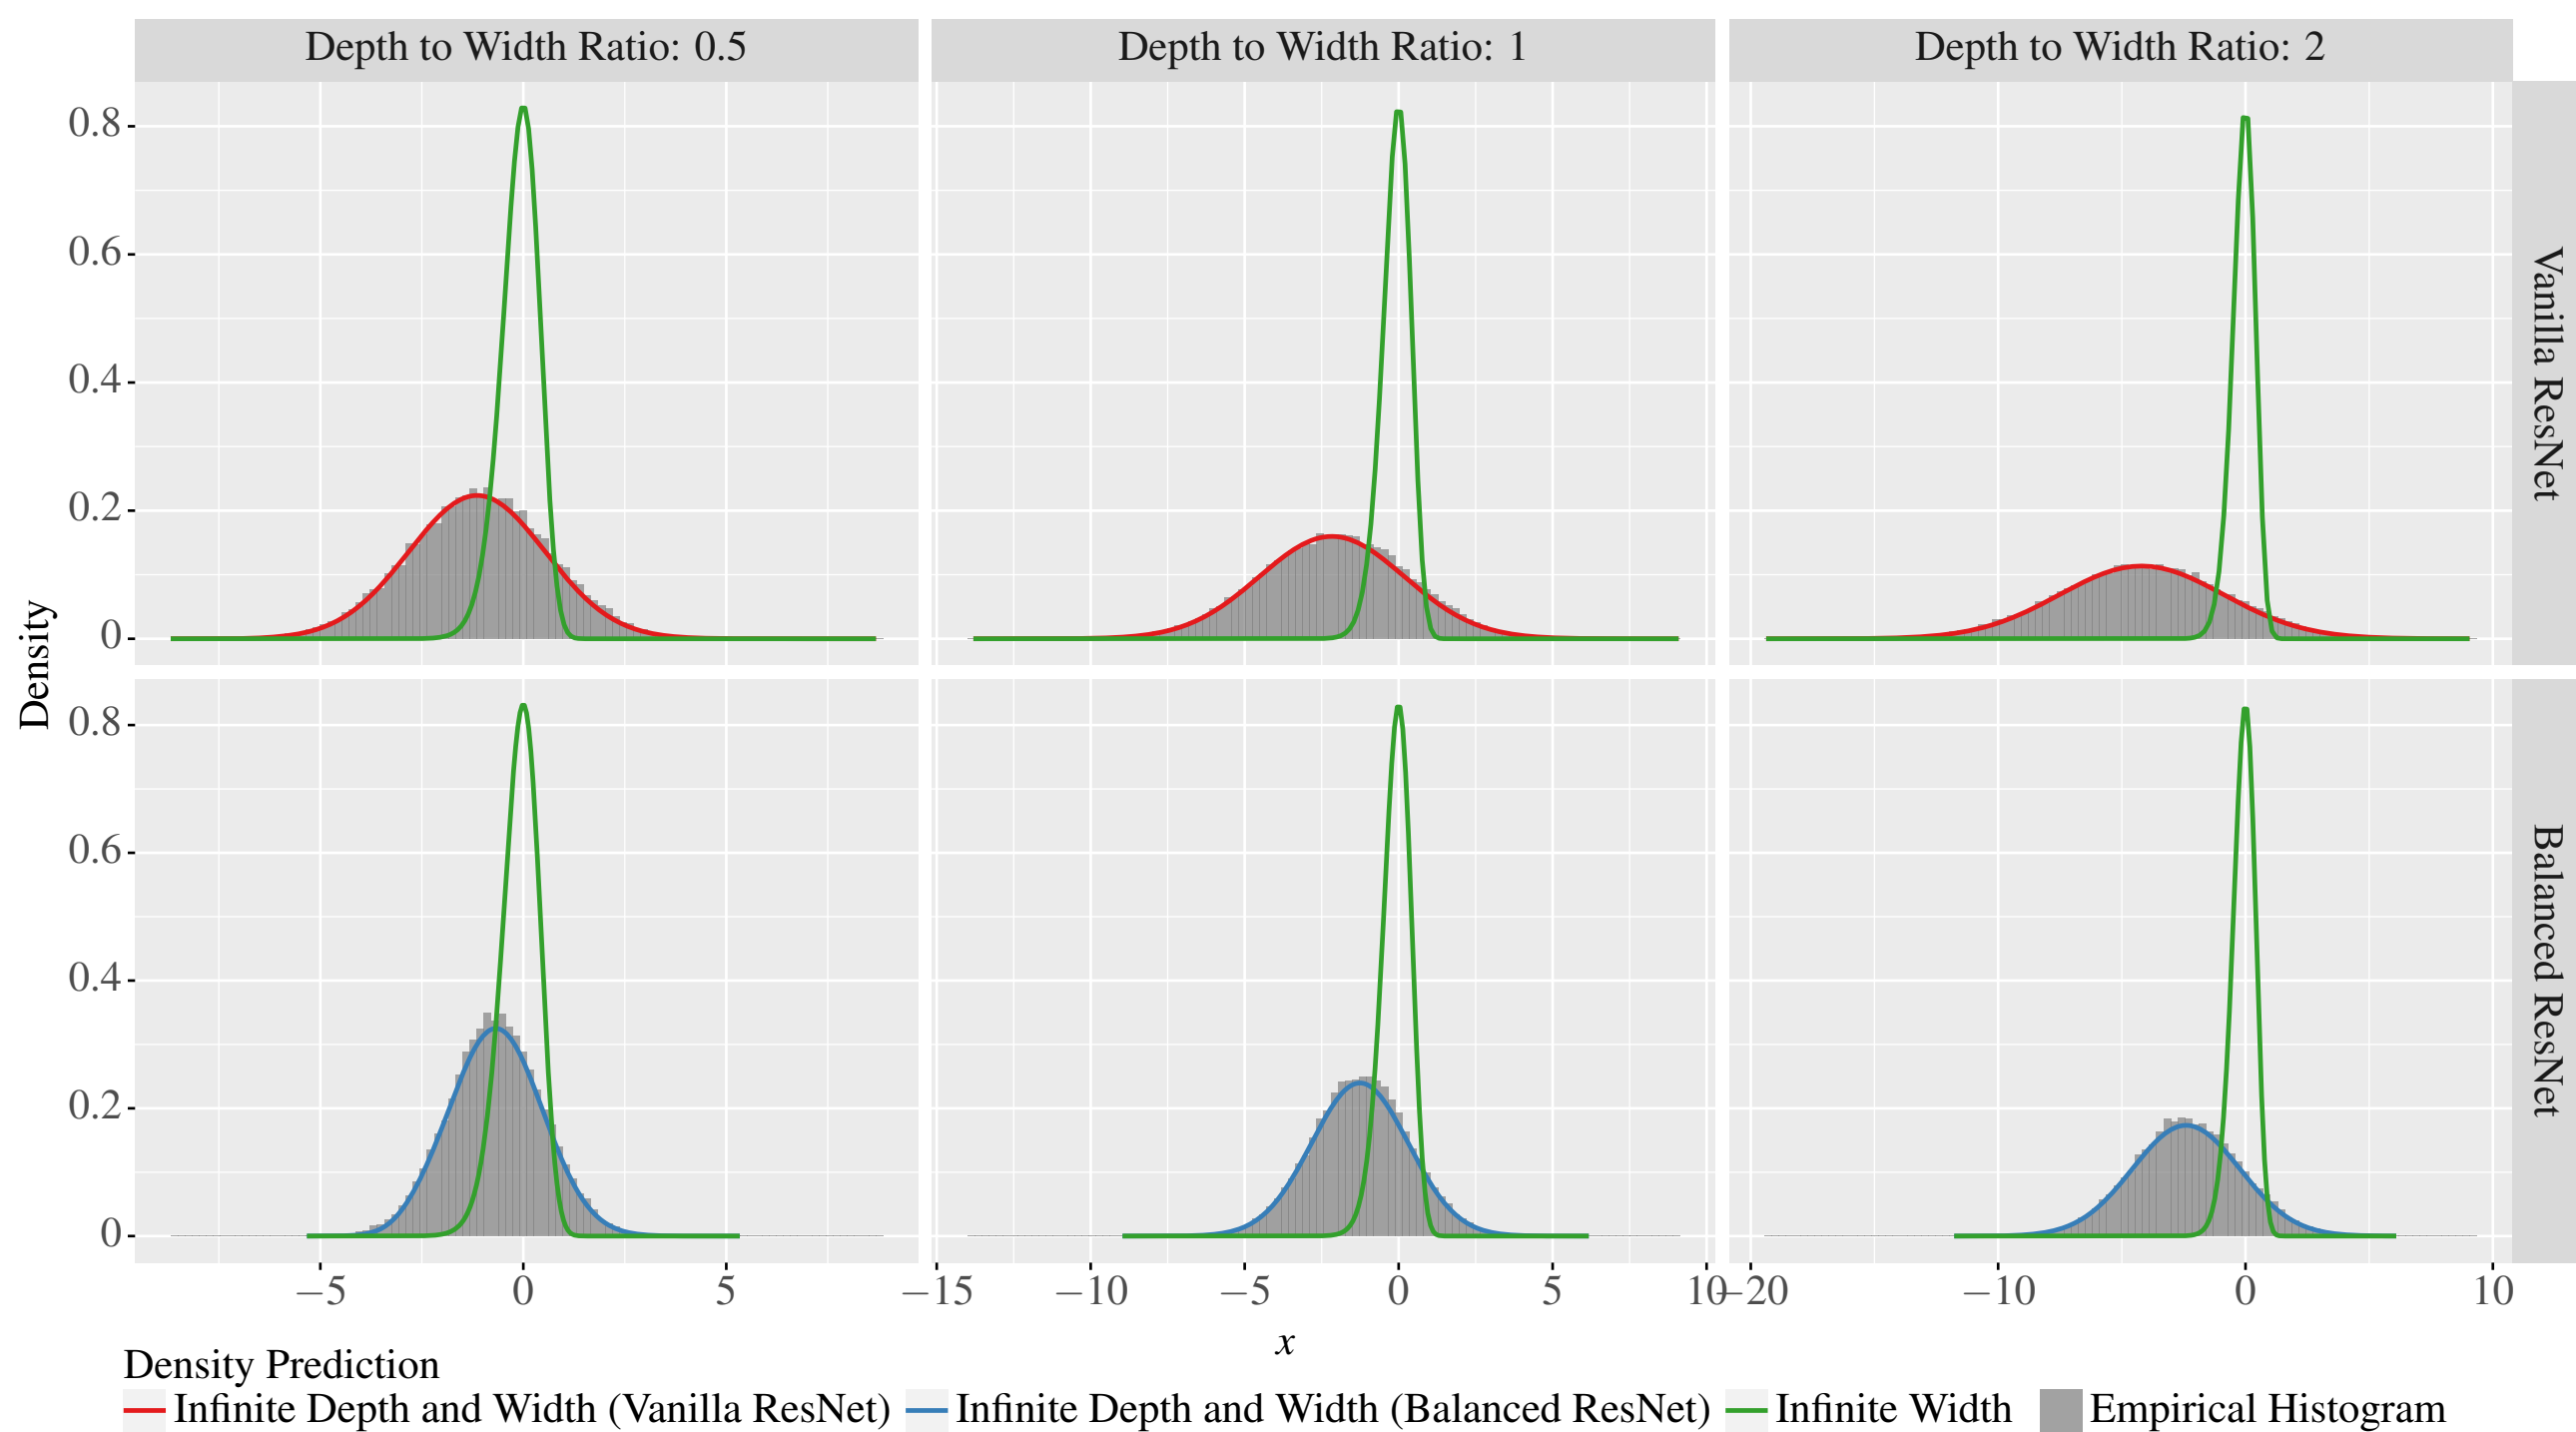 Depth to Width Ratio: 0.5
Depth to Width Ratio: 1
Depth to Width Ratio: 2
Density
0.8
0.6
0.4
0.2
0
Vanilla ResNet
0.8
0.6
0.4
0.2
0
Balanced ResNet
−5 0 5
−15 −10 −5 0 5 10
−20 −10 0 10
x
Density Prediction
Infinite Depth and Width (Vanilla ResNet) Infinite Depth and Width (Balanced ResNet) Infinite Width Empirical Histogram